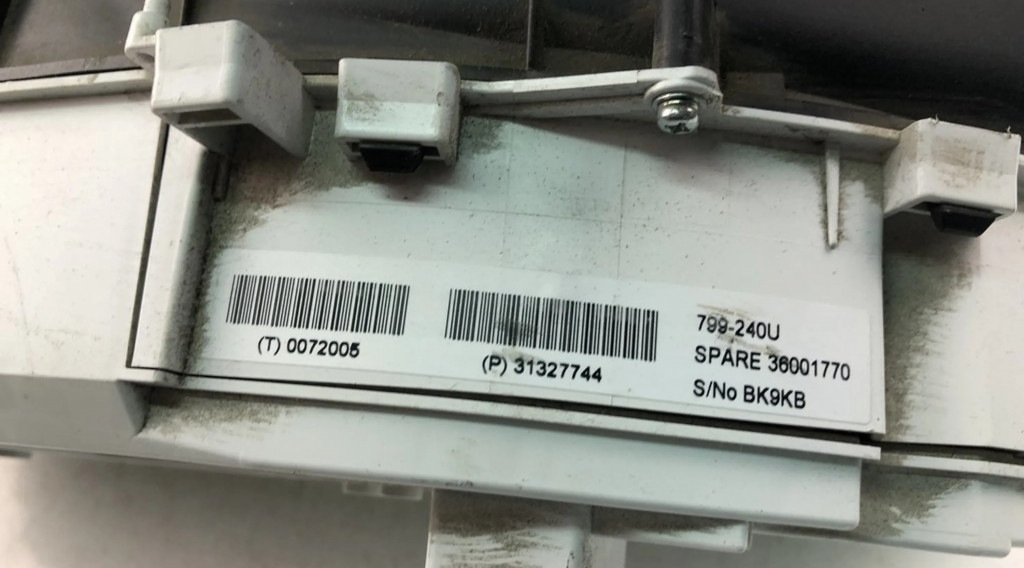 (T) 0072005
(P) 31327744
799-240U
SPARE 36001770
S/No BK9KB